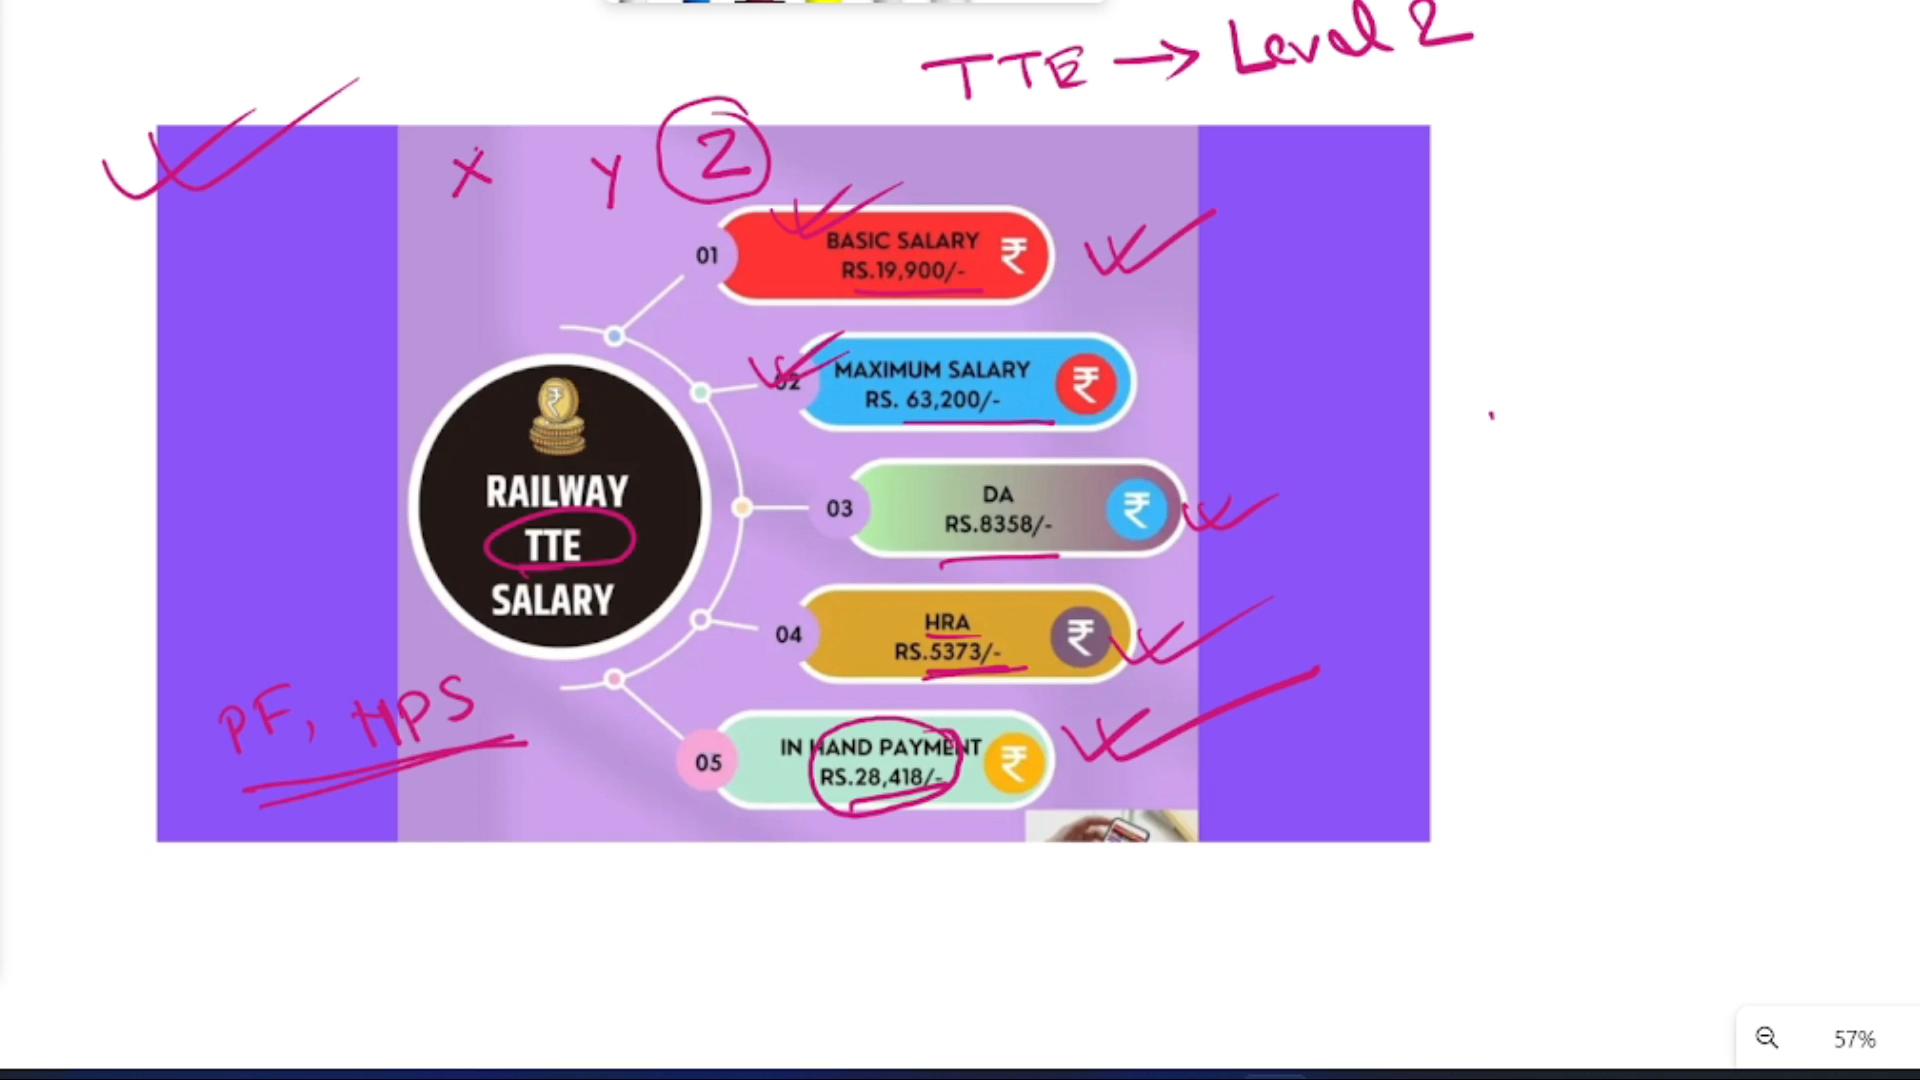 TTE → Level 2
X Y Z
01
BASIC SALARY
RS.19,900/-
02
MAXIMUM SALARY
RS. 63,200/-
03
DA
RS.8358/-
RAILWAY
TTE
SALARY
04
HRA
RS.5373/-
PF, NPS
05
IN HAND PAYMENT
RS.28,418/-
57%